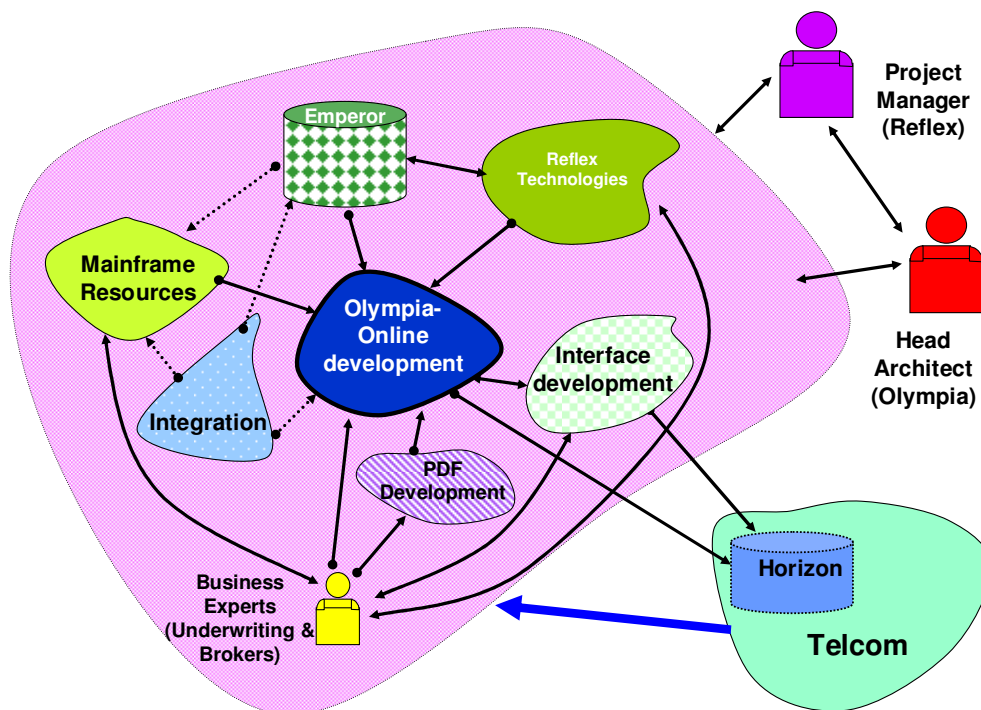 Emperor
Reflex
Technologies
Project
Manager
(Reflex)
Mainframe
Resources
Olympia-
Online
development
Interface
development
Head
Architect
(Olympia)
Integration
PDF
Development
Business
Experts
(Underwriting &
Brokers)
Horizon
Telcom